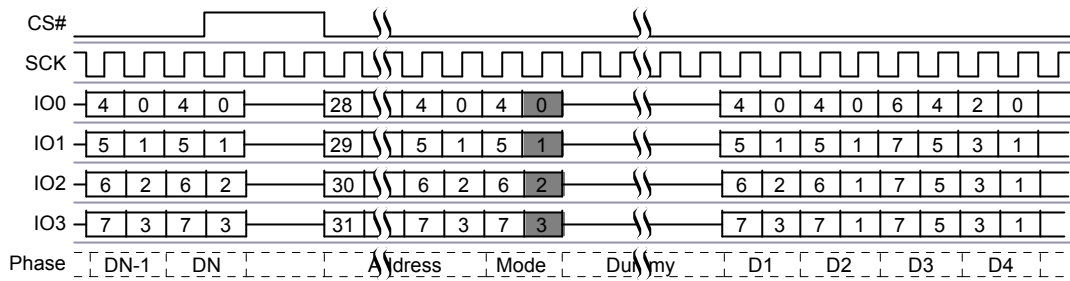 CS#
SCK
IO0 4 0 4 0 28 4 0 4 0 4 0 4 0 6 4 2 0
IO1 5 1 5 1 29 5 1 5 1 5 1 5 1 7 5 3 1
IO2 6 2 6 2 30 6 2 6 2 6 2 6 1 7 5 3 1
IO3 7 3 7 3 31 7 3 7 3 7 3 7 1 7 5 3 1
Phase DN-1 DN Address Mode Dummy D1 D2 D3 D4